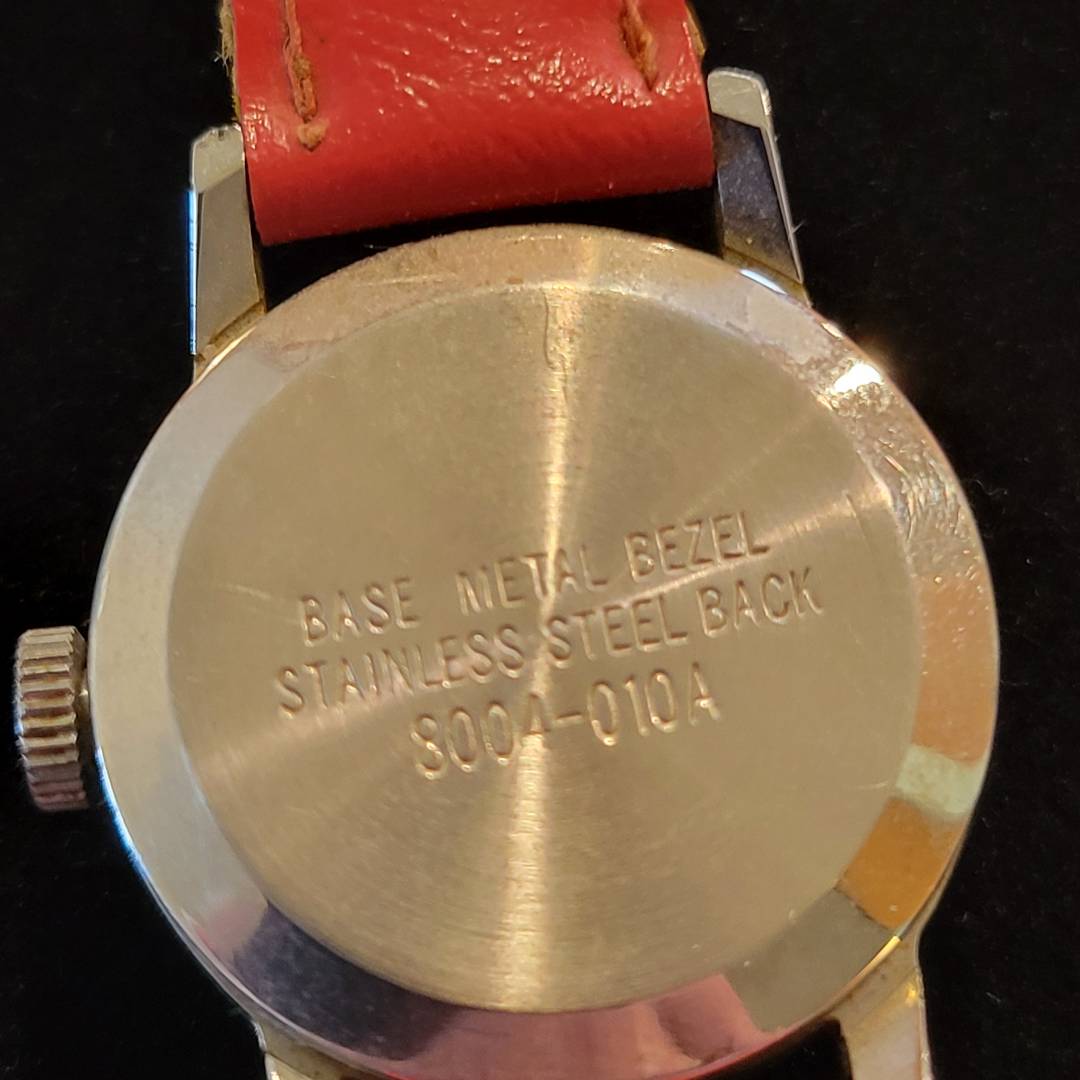 BASE METAL BEZEL
STAINLESS STEEL BACK
8004-010A